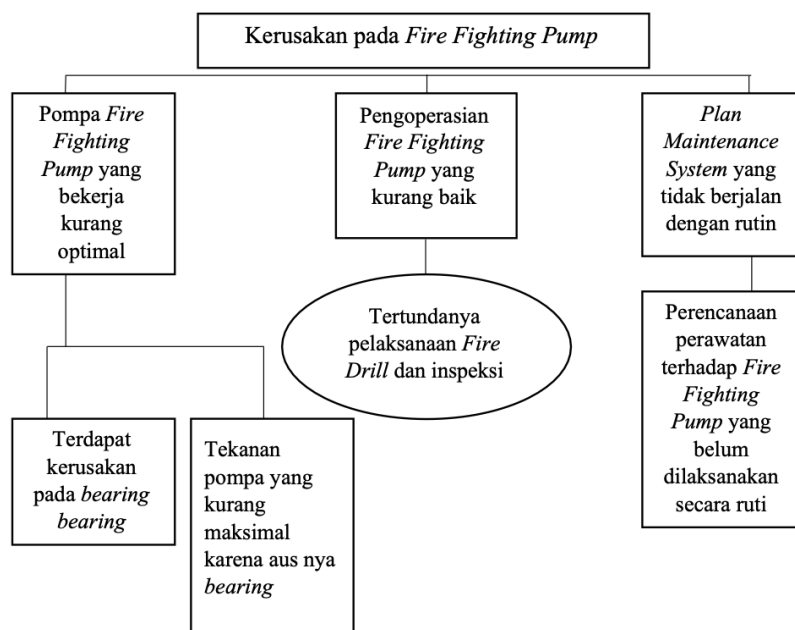 Kerusakan pada Fire Fighting Pump
Pompa Fire
Fighting
Pump yang
bekerja
kurang
optimal
Pengoperasian
Fire Fighting
Pump yang
kurang baik
Plan
Maintenance
System yang
tidak berjalan
dengan rutin
Tertundanya
pelaksanaan Fire
Drill dan inspeksi
Perencanaan
perawatan
terhadap Fire
Fighting
Pump yang
belum
dilaksanakan
secara ruti
Terdapat
kerusakan
pada bearing
bearing
Tekanan
pompa yang
kurang
maksimal
karena aus nya
bearing